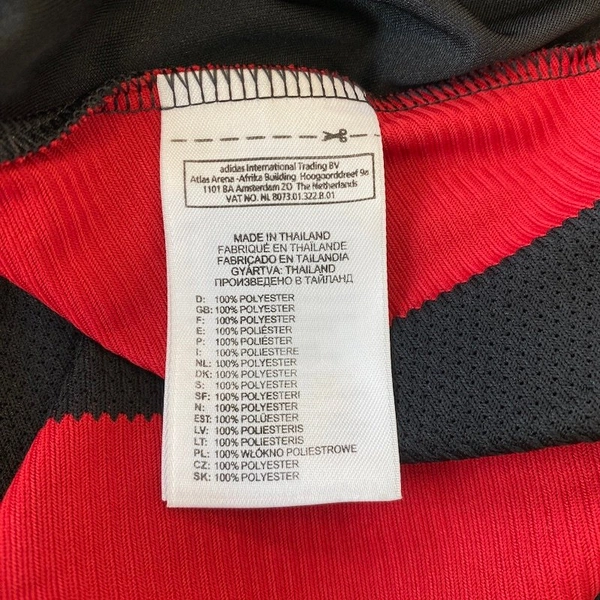 adidas International Trading BV
Atlas Arena -Afrika Building Hoogoorddreef 9a
1101 BA Amsterdam ZO The Netherlands
VAT NO. NL 8073.01.322.B.01
MADE IN THAILAND
FABRIQUÉ EN THAÏLANDE
FABRICADO EN TAILANDIA
GYÁRTVA: THAILAND
ПРОИЗВЕДЕНО В ТАЙЛАНД
D: 100% POLYESTER
GB: 100% POLYESTER
F: 100% POLYESTER
E: 100% POLIÉSTER
P: 100% POLIÉSTER
I: 100% POLIESTERE
NL: 100% POLYESTER
DK: 100% POLYESTER
S: 100% POLYESTER
SF: 100% POLYESTERI
N: 100% POLYESTER
EST: 100% POLÜESTER
LV: 100% POLIESTERIS
LT: 100% POLIESTERIS
PL: 100% WŁÓKNO POLIESTROWE
CZ: 100% POLYESTER
SK: 100% POLYESTER